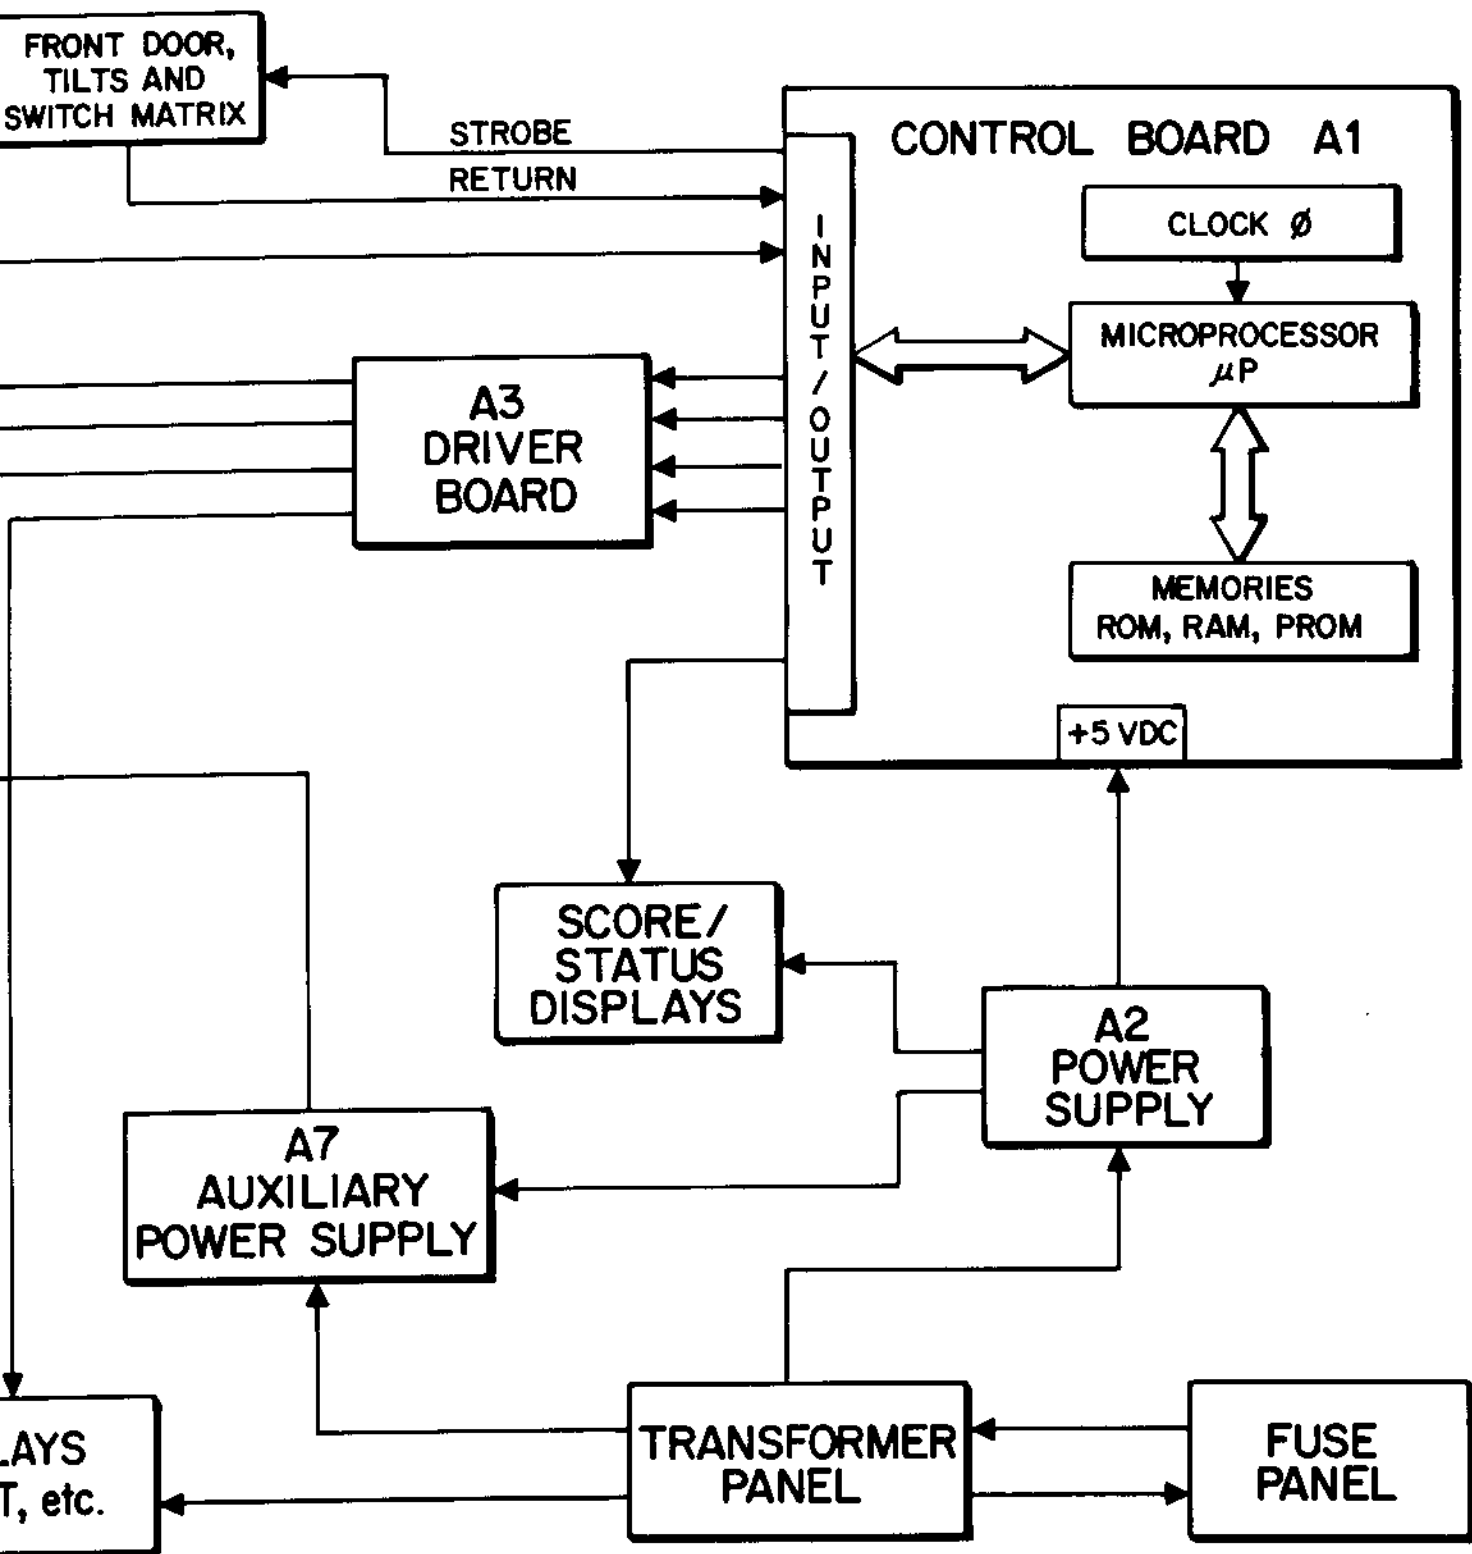 FRONT DOOR,
TILTS AND
SWITCH MATRIX
STROBE
RETURN
CONTROL BOARD A1
CLOCK Ø
MICROPROCESSOR
μP
INPUT/OUTPUT
MEMORIES
ROM, RAM, PROM
+5 VDC
A3
DRIVER
BOARD
SCORE/
STATUS
DISPLAYS
A2
POWER
SUPPLY
A7
AUXILIARY
POWER SUPPLY
LAYS
T, etc.
TRANSFORMER
PANEL
FUSE
PANEL